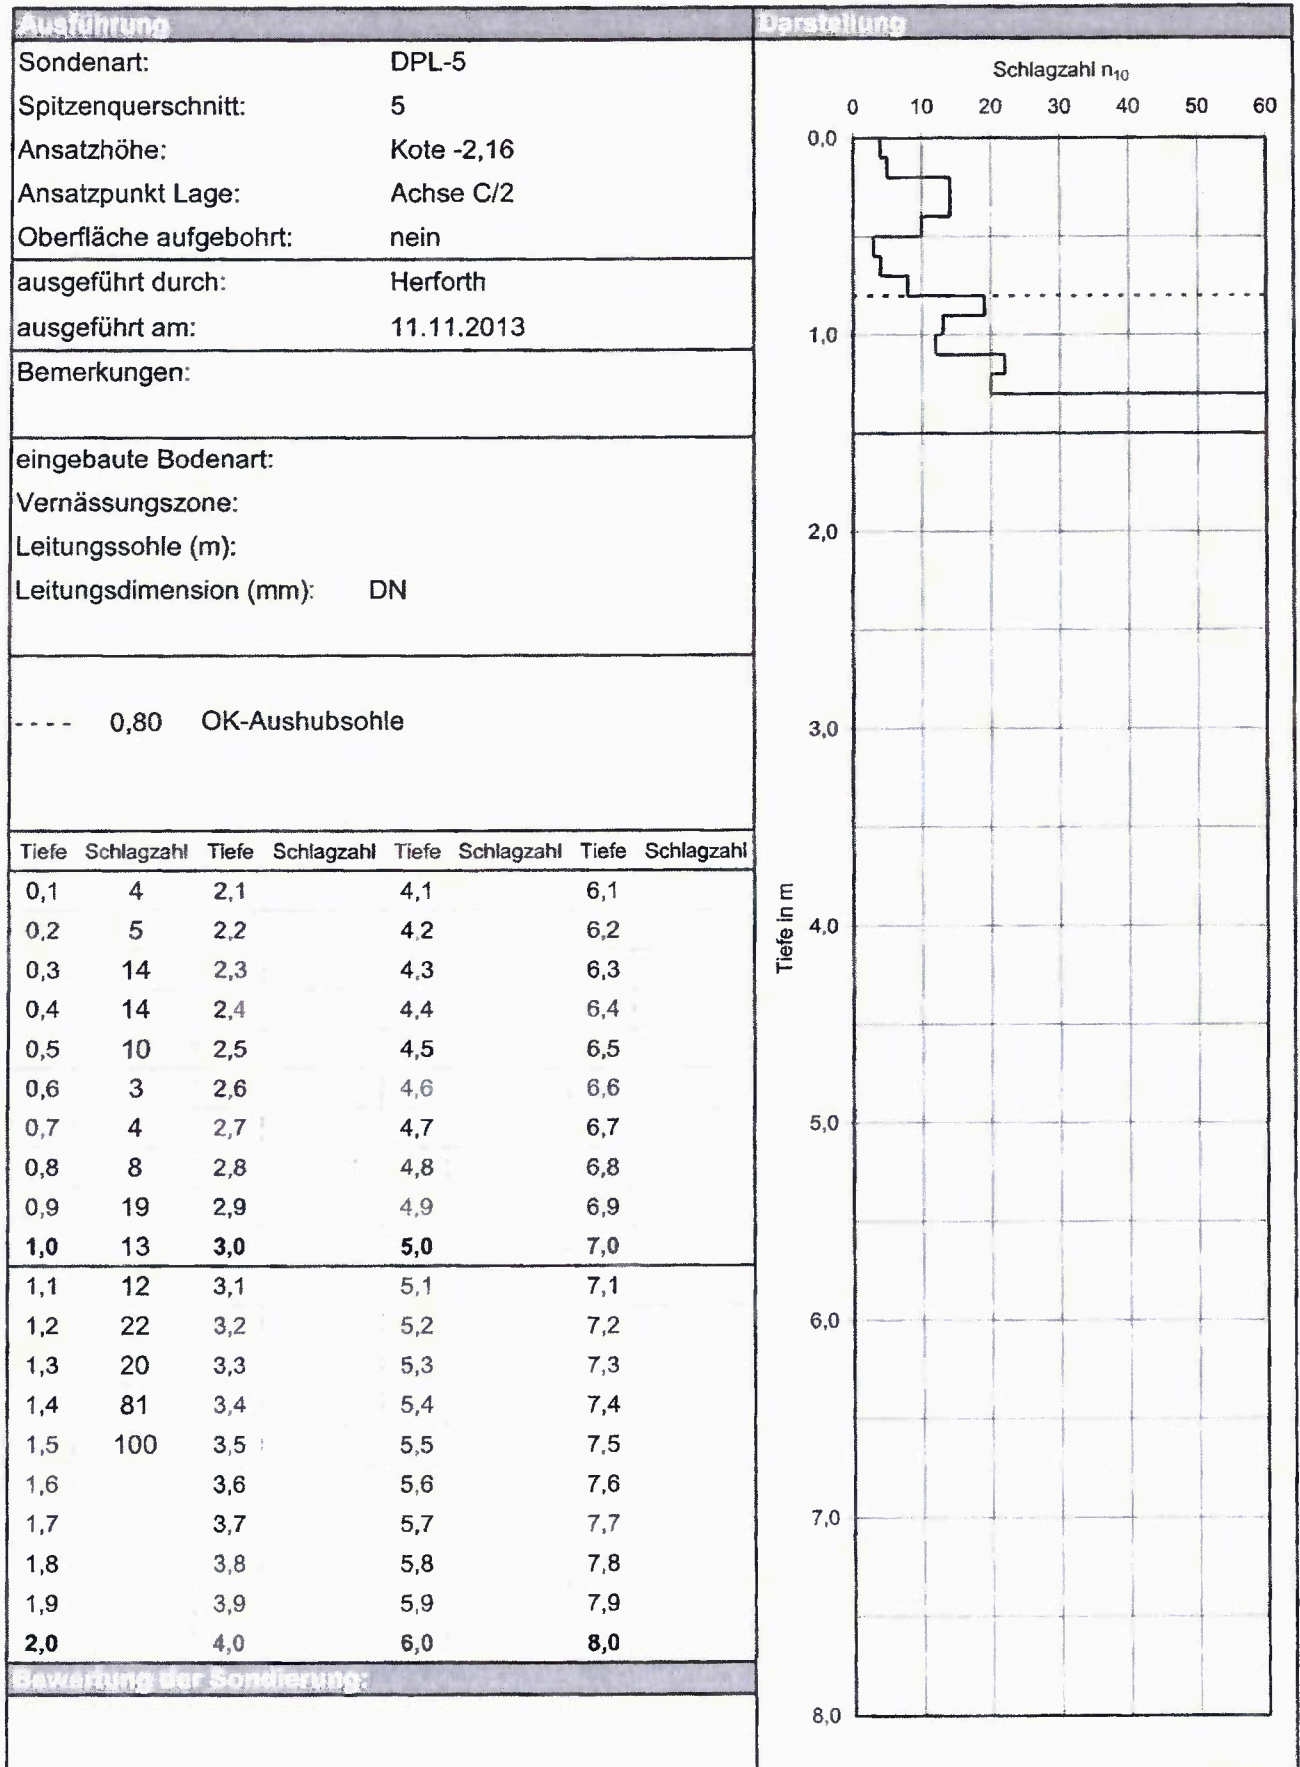 Ausführung
Sondenart: DPL-5
Spitzenquerschnitt: 5
Ansatzhöhe: Kote -2,16
Ansatzpunkt Lage: Achse C/2
Oberfläche aufgebohrt: nein
ausgeführt durch: Herforth
ausgeführt am: 11.11.2013
Bemerkungen:
eingebaute Bodenart:
Vernässungszone:
Leitungssohle (m):
Leitungsdimension (mm): DN
- - - - 0,80 OK-Aushubsohle
Tiefe Schlagzahl Tiefe Schlagzahl Tiefe Schlagzahl Tiefe Schlagzahl
0,1 4 2,1 4,1 6,1
0,2 5 2,2 4,2 6,2
0,3 14 2,3 4,3 6,3
0,4 14 2,4 4,4 6,4
0,5 10 2,5 4,5 6,5
0,6 3 2,6 4,6 6,6
0,7 4 2,7 4,7 6,7
0,8 8 2,8 4,8 6,8
0,9 19 2,9 4,9 6,9
1,0 13 3,0 5,0 7,0
1,1 12 3,1 5,1 7,1
1,2 22 3,2 5,2 7,2
1,3 20 3,3 5,3 7,3
1,4 81 3,4 5,4 7,4
1,5 100 3,5 5,5 7,5
1,6 3,6 5,6 7,6
1,7 3,7 5,7 7,7
1,8 3,8 5,8 7,8
1,9 3,9 5,9 7,9
2,0 4,0 6,0 8,0
Bewertung der Sondierung:
Darstellung
Schlagzahl n₁₀
0 10 20 30 40 50 60
0,0
1,0
2,0
3,0
Tiefe in m
4,0
5,0
6,0
7,0
8,0